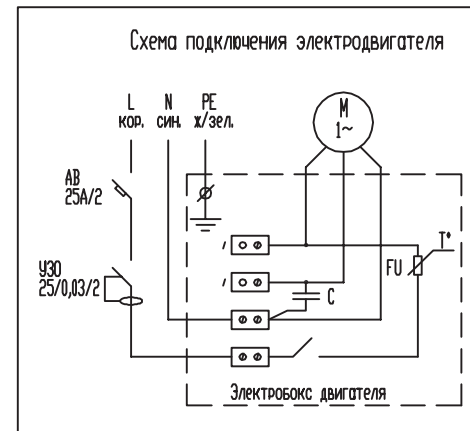 Схема подключения электродвигателя
L N PE
кор. син. ж/зел.
М
1~
АВ
25А/2
УЗО
25/0,03/2
T°
FU
C
Электробокс двигателя